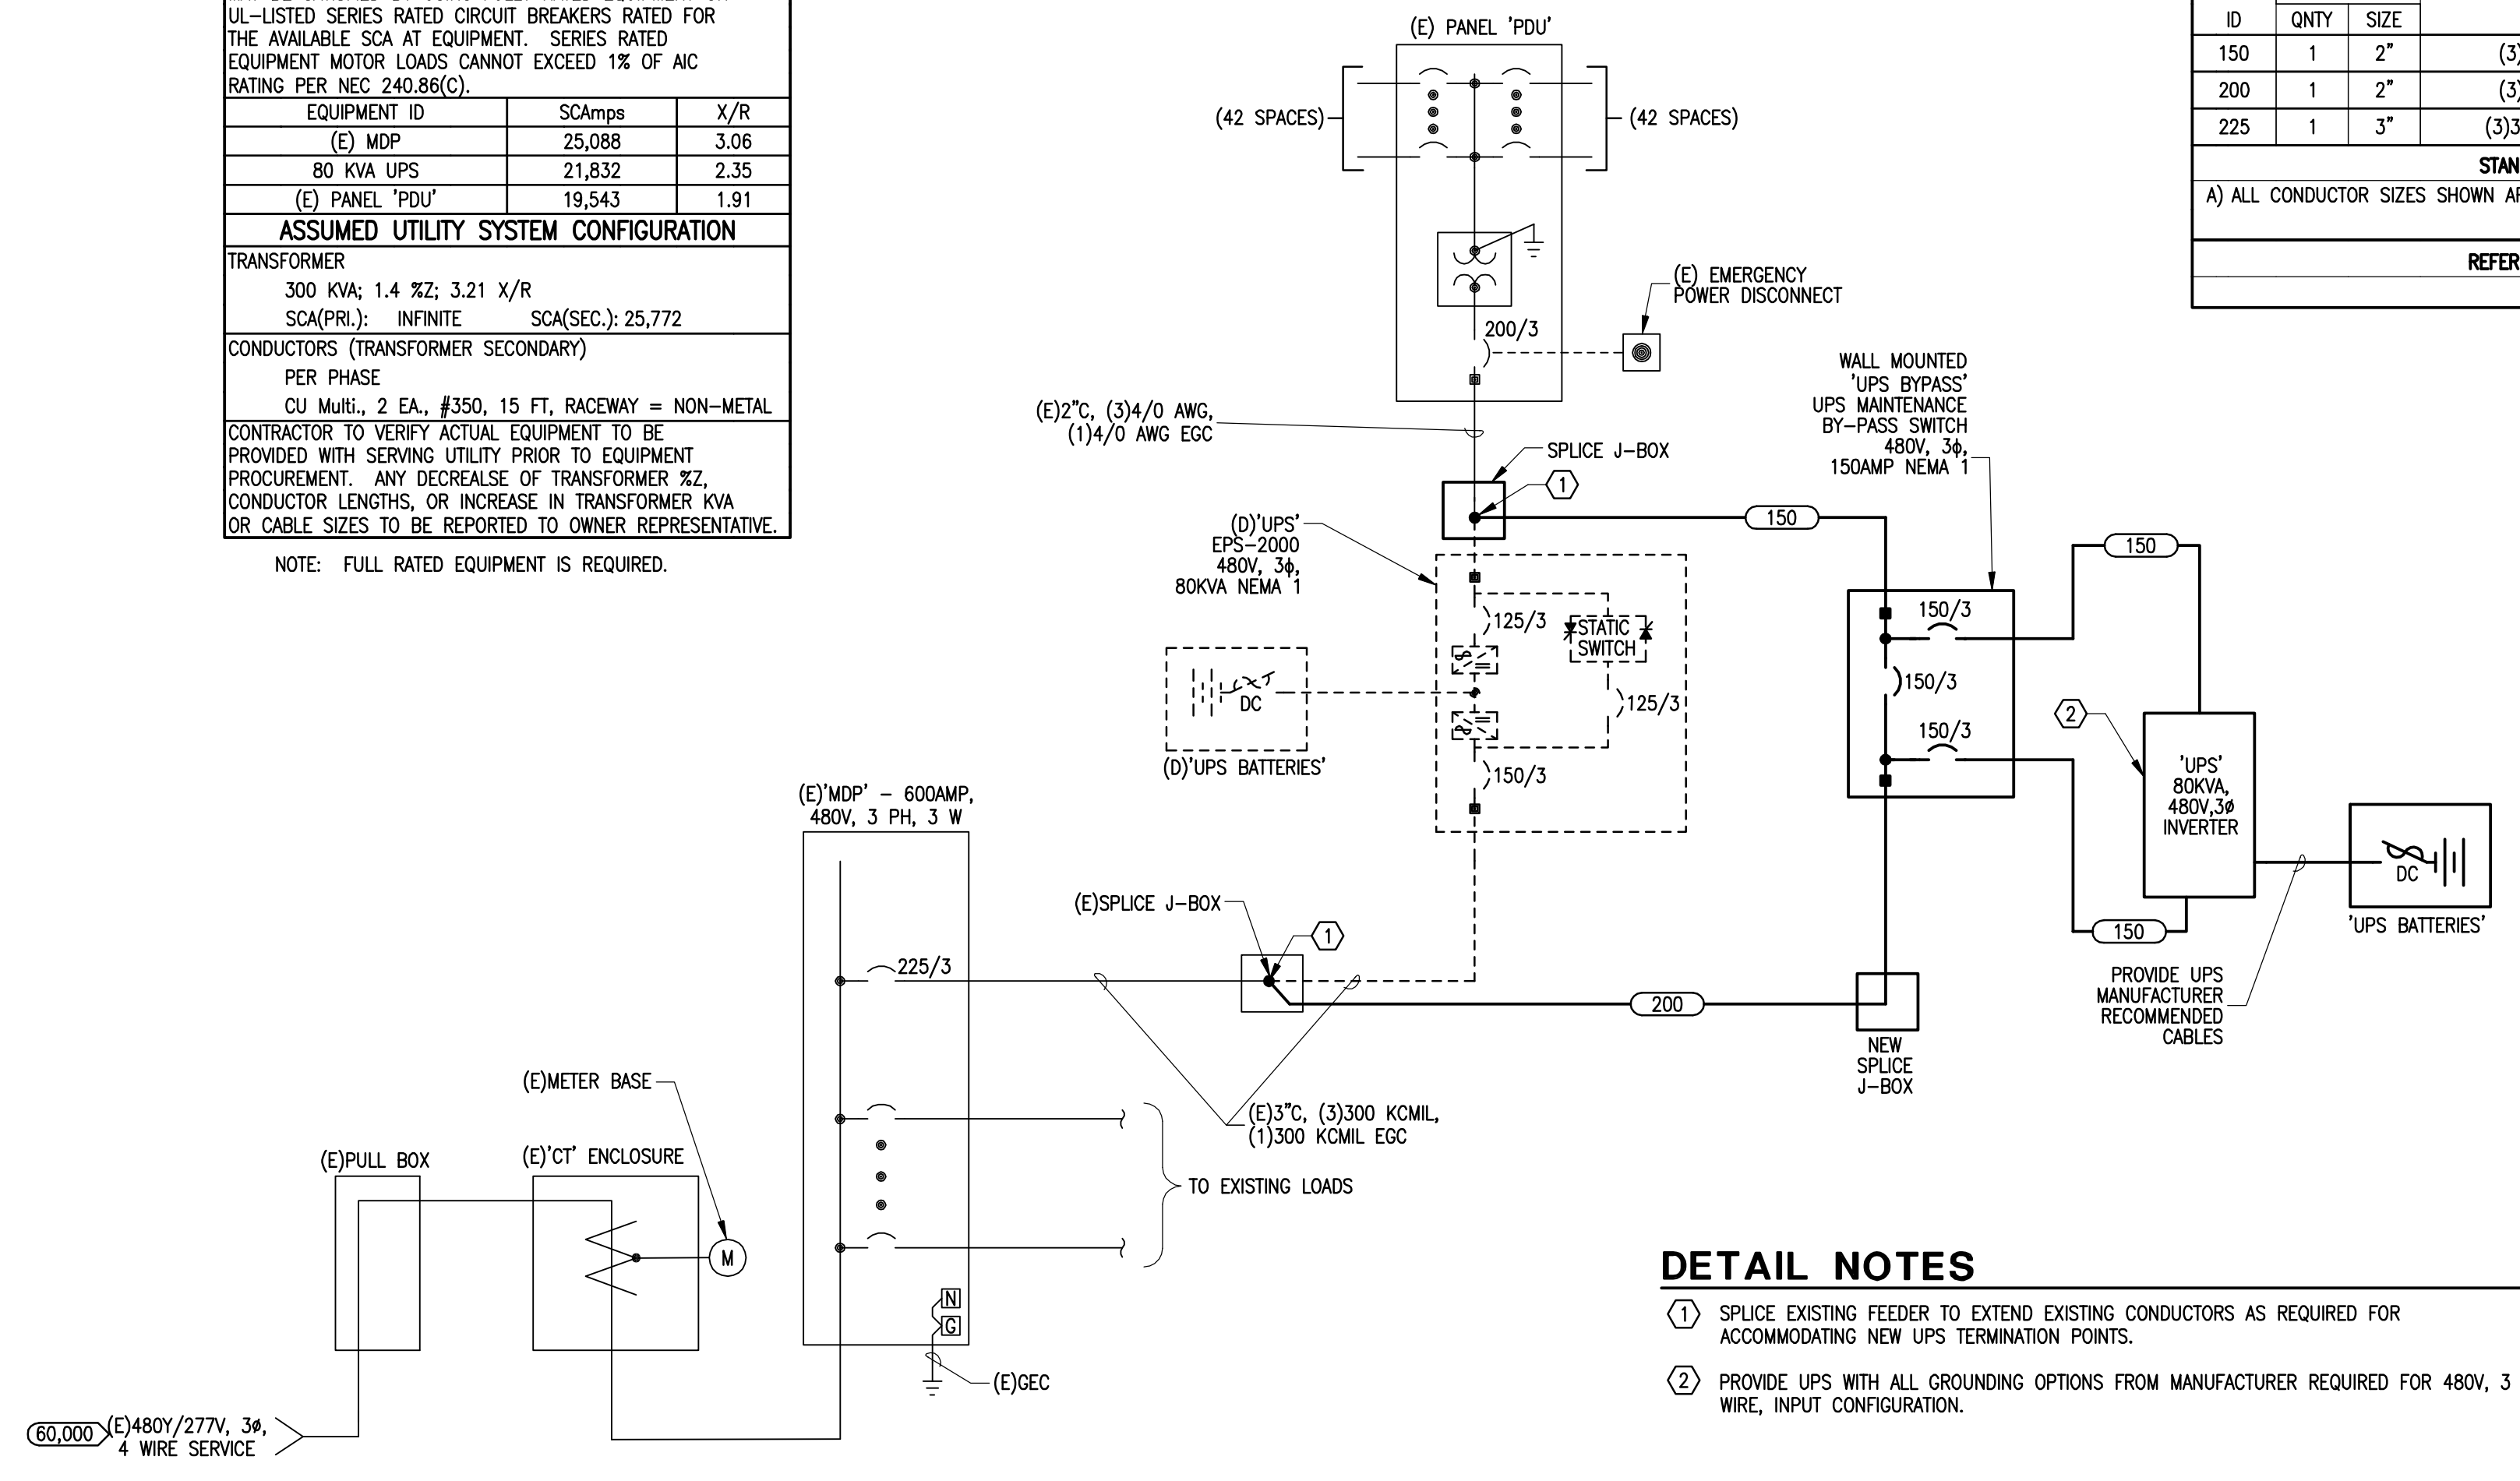 UL-LISTED SERIES RATED CIRCUIT BREAKERS RATED FOR
THE AVAILABLE SCA AT EQUIPMENT. SERIES RATED
EQUIPMENT MOTOR LOADS CANNOT EXCEED 1% OF AIC
RATING PER NEC 240.86(C).
EQUIPMENT ID SCAmps X/R
(E) MDP 25,088 3.06
80 KVA UPS 21,832 2.35
(E) PANEL 'PDU' 19,543 1.91
ASSUMED UTILITY SYSTEM CONFIGURATION
TRANSFORMER
300 KVA; 1.4 %Z; 3.21 X/R
SCA(PRI.): INFINITE SCA(SEC.): 25,772
CONDUCTORS (TRANSFORMER SECONDARY)
PER PHASE
CU Multi., 2 EA., #350, 15 FT, RACEWAY = NON-METAL
CONTRACTOR TO VERIFY ACTUAL EQUIPMENT TO BE
PROVIDED WITH SERVING UTILITY PRIOR TO EQUIPMENT
PROCUREMENT. ANY DECREALSE OF TRANSFORMER %Z,
CONDUCTOR LENGTHS, OR INCREASE IN TRANSFORMER KVA
OR CABLE SIZES TO BE REPORTED TO OWNER REPRESENTATIVE.
NOTE: FULL RATED EQUIPMENT IS REQUIRED.
(E) PANEL 'PDU'
(42 SPACES)
(42 SPACES)
(E) EMERGENCY
POWER DISCONNECT
200/3
(E)2"C, (3)4/0 AWG,
(1)4/0 AWG EGC
SPLICE J-BOX
1
ID QNTY SIZE
150 1 2" (3)
200 1 2" (3)
225 1 3" (3)3
STAN
A) ALL CONDUCTOR SIZES SHOWN AR
REFER
WALL MOUNTED
'UPS BYPASS'
UPS MAINTENANCE
BY-PASS SWITCH
480V, 3ϕ,
150AMP NEMA 1
150
150
(D)'UPS'
EPS-2000
480V, 3ϕ,
80KVA NEMA 1
125/3
STATIC
SWITCH
125/3
150/3
DC
(D)'UPS BATTERIES'
150/3
150/3
150/3
2
'UPS'
80KVA,
480V,3ø
INVERTER
DC
'UPS BATTERIES'
150
PROVIDE UPS
MANUFACTURER
RECOMMENDED
CABLES
(E)'MDP' - 600AMP,
480V, 3 PH, 3 W
225/3
(E)SPLICE J-BOX
1
200
NEW
SPLICE
J-BOX
(E)3"C, (3)300 KCMIL,
(1)300 KCMIL EGC
TO EXISTING LOADS
(E)METER BASE
(E)PULL BOX
(E)'CT' ENCLOSURE
M
N
G
(E)GEC
60,000
(E)480Y/277V, 3ø,
4 WIRE SERVICE
DETAIL NOTES
1 SPLICE EXISTING FEEDER TO EXTEND EXISTING CONDUCTORS AS REQUIRED FOR
ACCOMMODATING NEW UPS TERMINATION POINTS.
2 PROVIDE UPS WITH ALL GROUNDING OPTIONS FROM MANUFACTURER REQUIRED FOR 480V, 3
WIRE, INPUT CONFIGURATION.